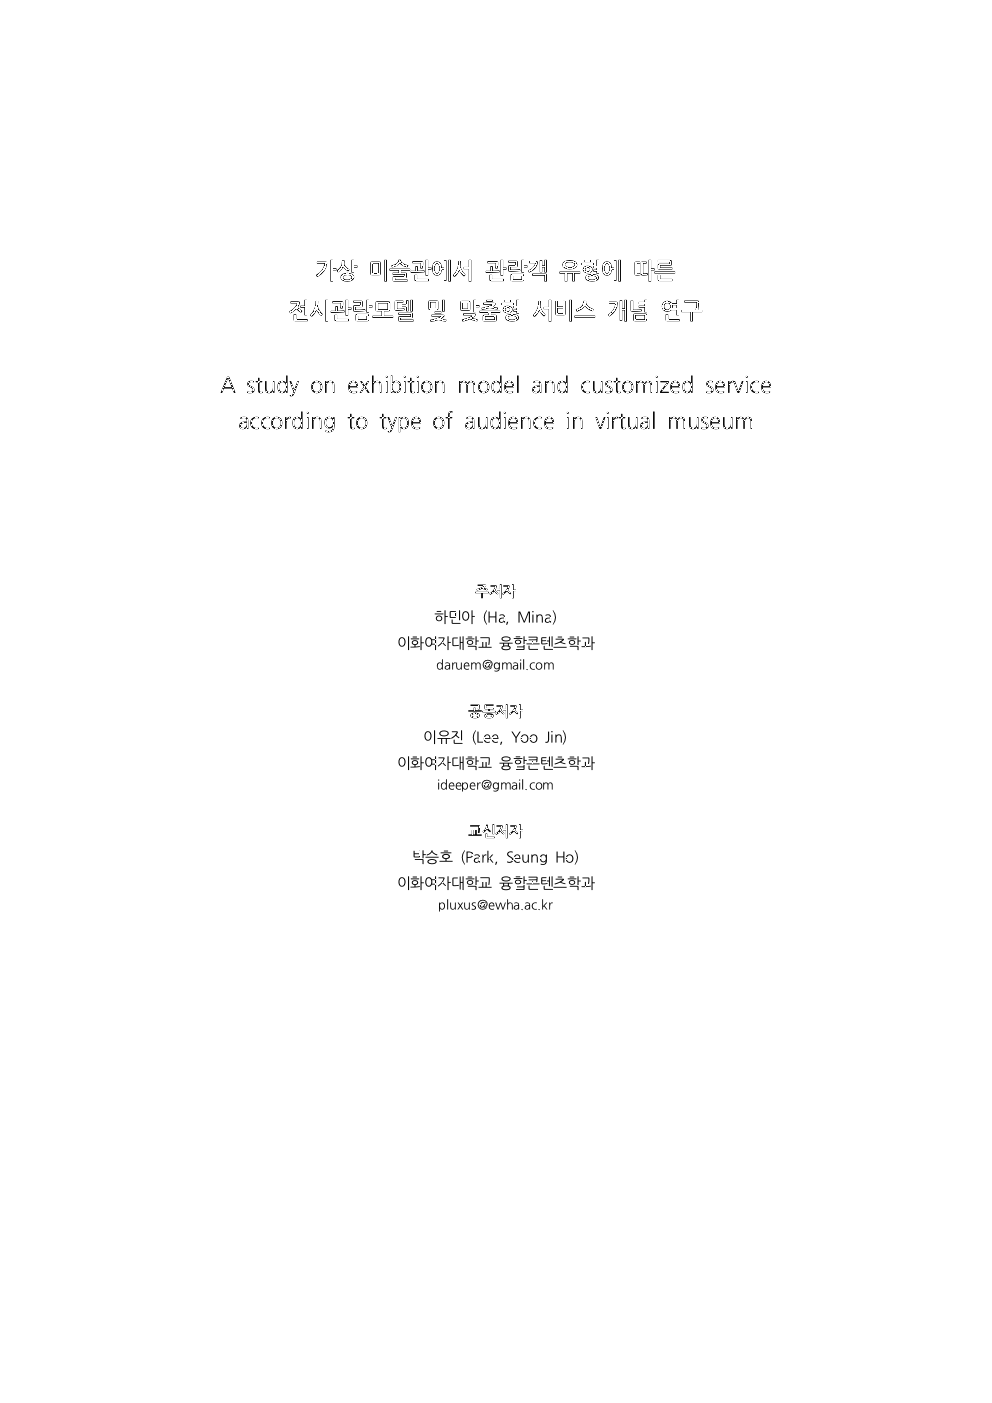 가상 미술관에서 관람객 유형에 따른
전시관람모델 및 맞춤형 서비스 개념 연구
A study on exhibition model and customized service
according to type of audience in virtual museum
주저자
하민아 (Ha, Mina)
이화여자대학교 융합콘텐츠학과
daruem@gmail.com
공동저자
이유진 (Lee, Yoo Jin)
이화여자대학교 융합콘텐츠학과
ideeper@gmail.com
교신저자
박승호 (Park, Seung Ho)
이화여자대학교 융합콘텐츠학과
pluxus@ewha.ac.kr